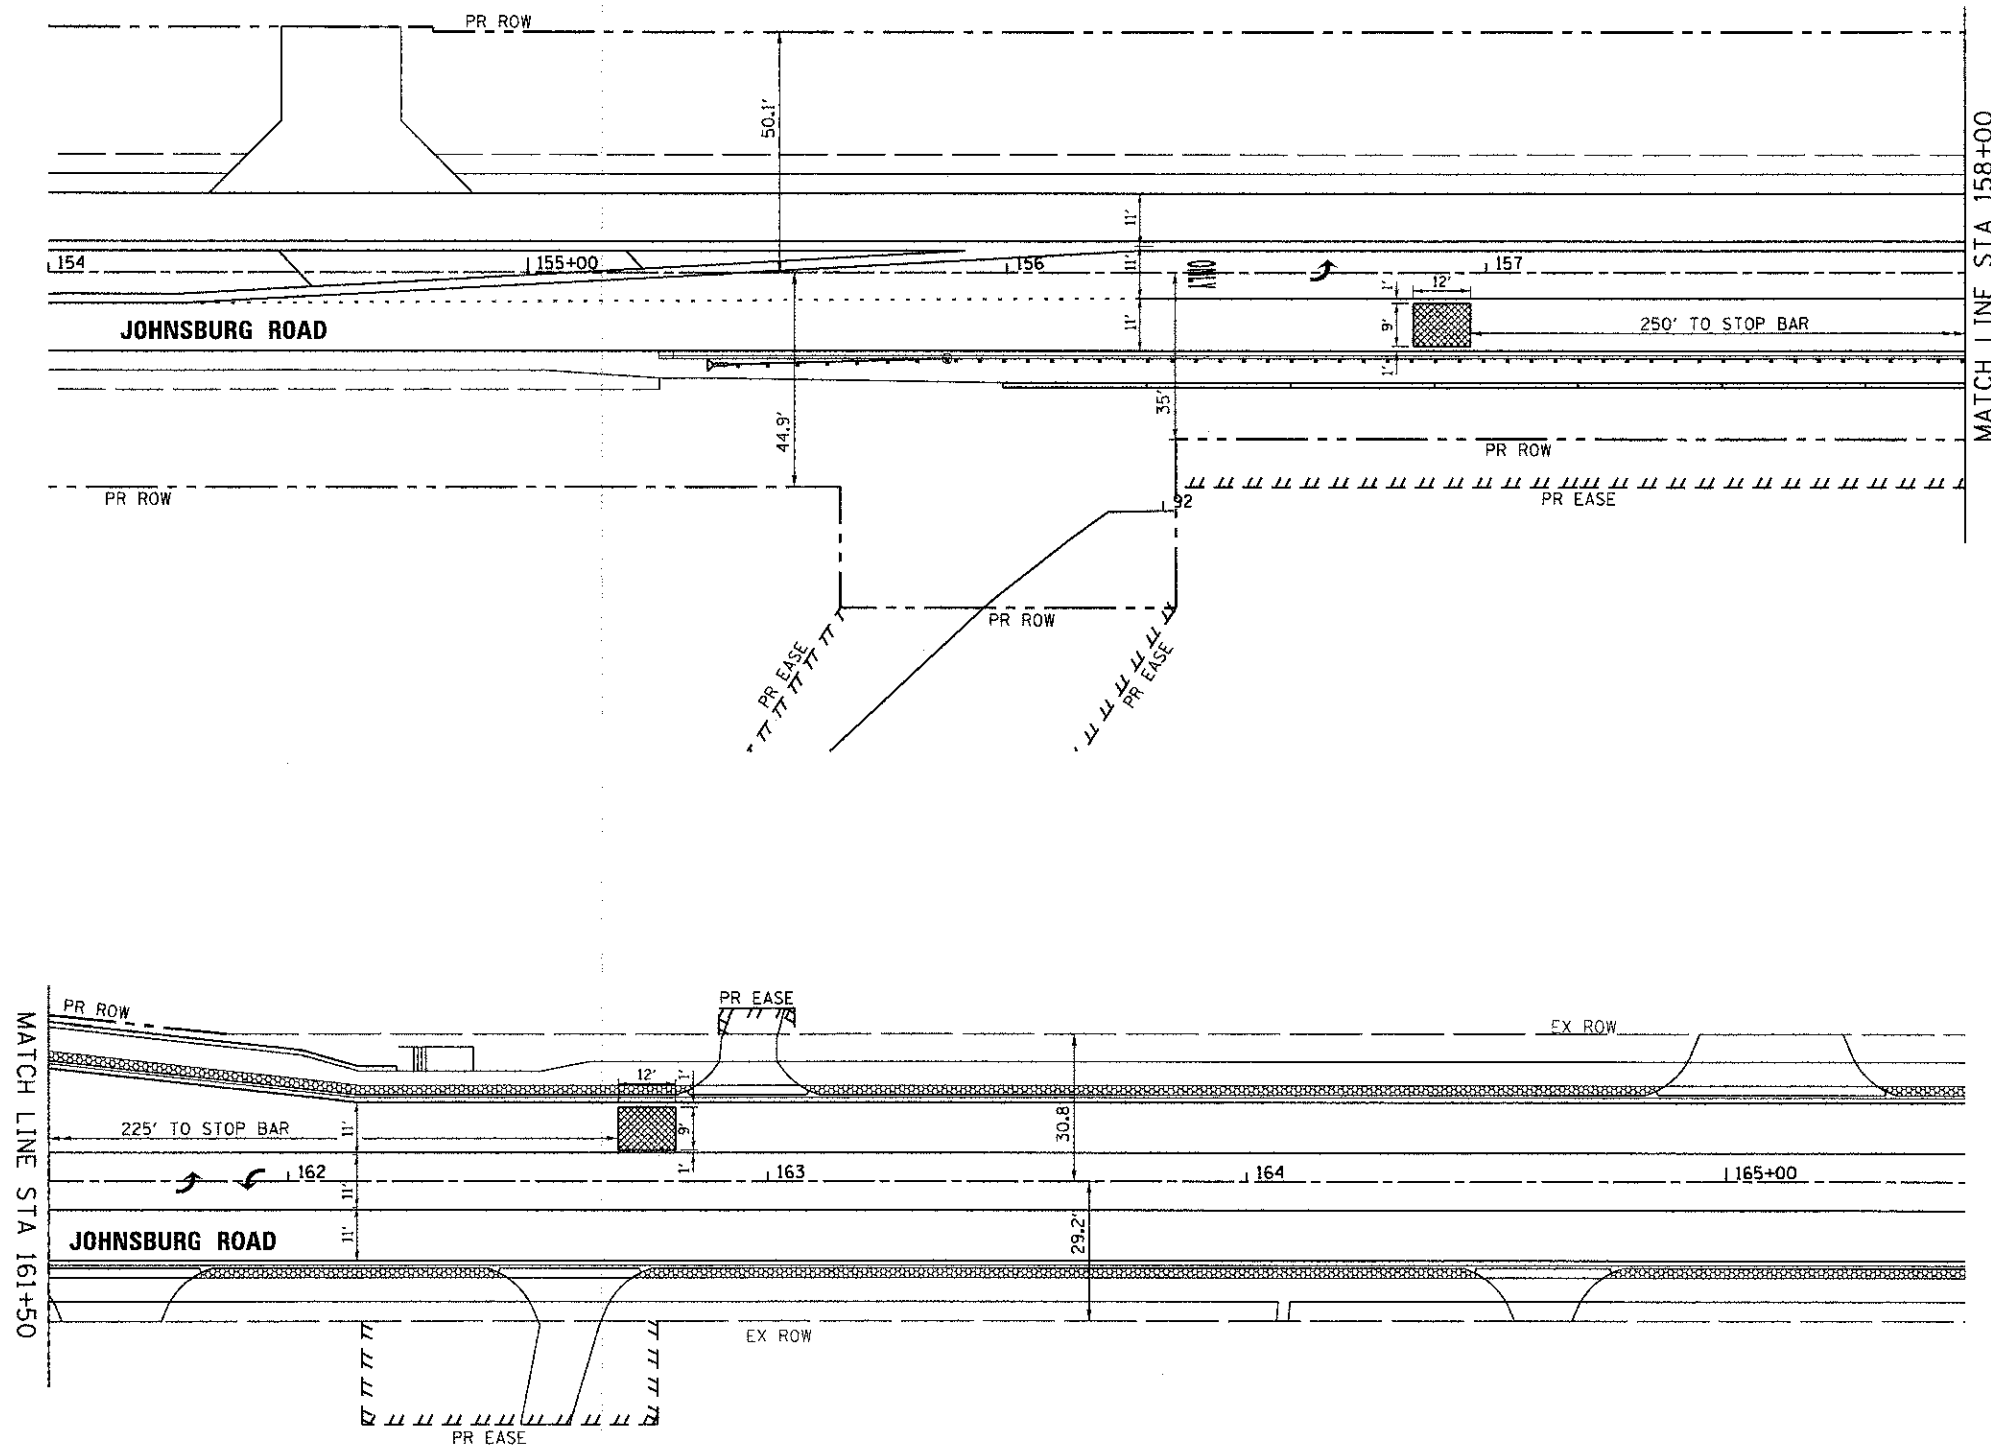 PR ROW
50.1'
11'
154
155+00
156
11'
ONLY
157
1'
12'
JOHNSBURG ROAD
11'
9'
250' TO STOP BAR
1'
MATCH LINE STA 158+00
44.9'
35'
PR ROW
PR ROW
92
PR EASE
PR ROW
PR EASE
PR EASE
PR ROW
PR EASE
EX ROW
12'
1'
225' TO STOP BAR
11'
9'
30.8
1'
162
163
164
165+00
11'
JOHNSBURG ROAD
11'
29.2'
MATCH LINE STA 161+50
EX ROW
PR EASE